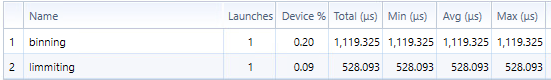 Name Launches Device % Total (µs) Min (µs) Avg (µs) Max (µs)
1 binning 1 0.20 1,119.325 1,119.325 1,119.325 1,119.325
2 limmiting 1 0.09 528.093 528.093 528.093 528.093